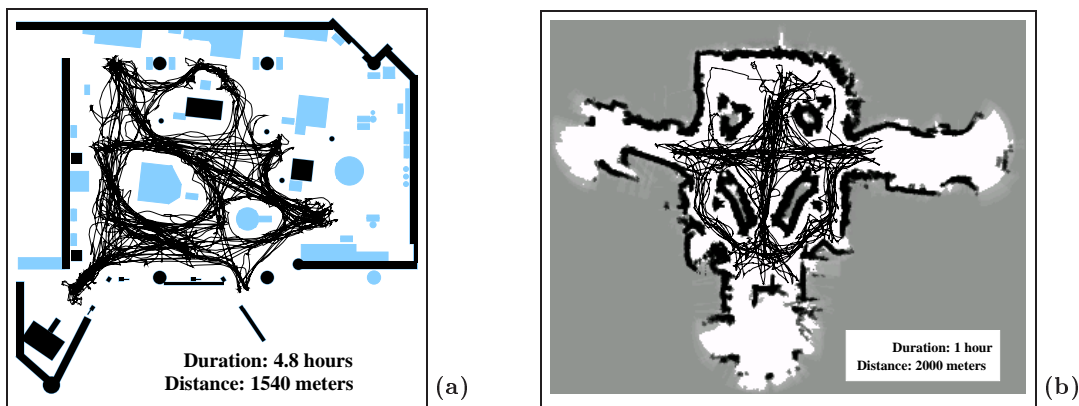 Duration: 4.8 hours
Distance: 1540 meters
(a)
Duration: 1 hour
Distance: 2000 meters
(b)